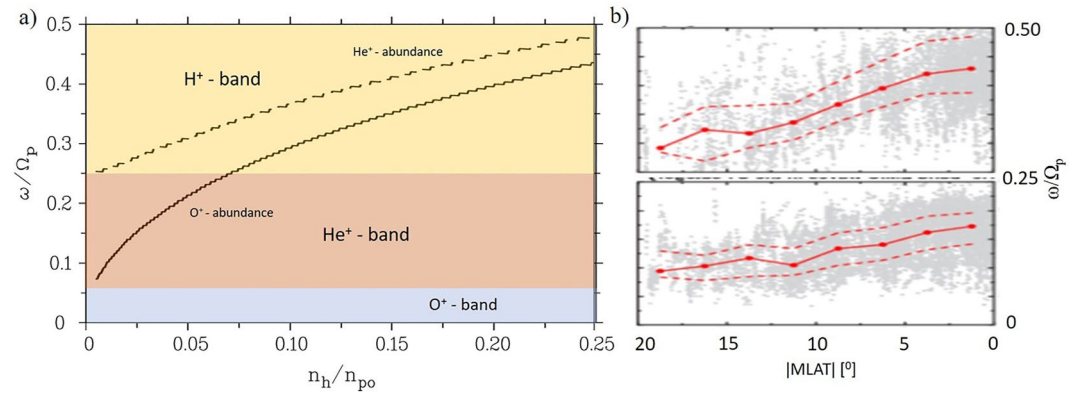 a)
0.5
0.4
0.3
0.2
0.1
0
ω/Ωp
H⁺ - band
He⁺ - abundance
O⁺ - abundance
He⁺ - band
O⁺ - band
0 0.05 0.10 0.15 0.20 0.25
nh/npo
b)
0.50
0.25
0
ω/Ωp
20 15 10 5 0
|MLAT| [⁰]